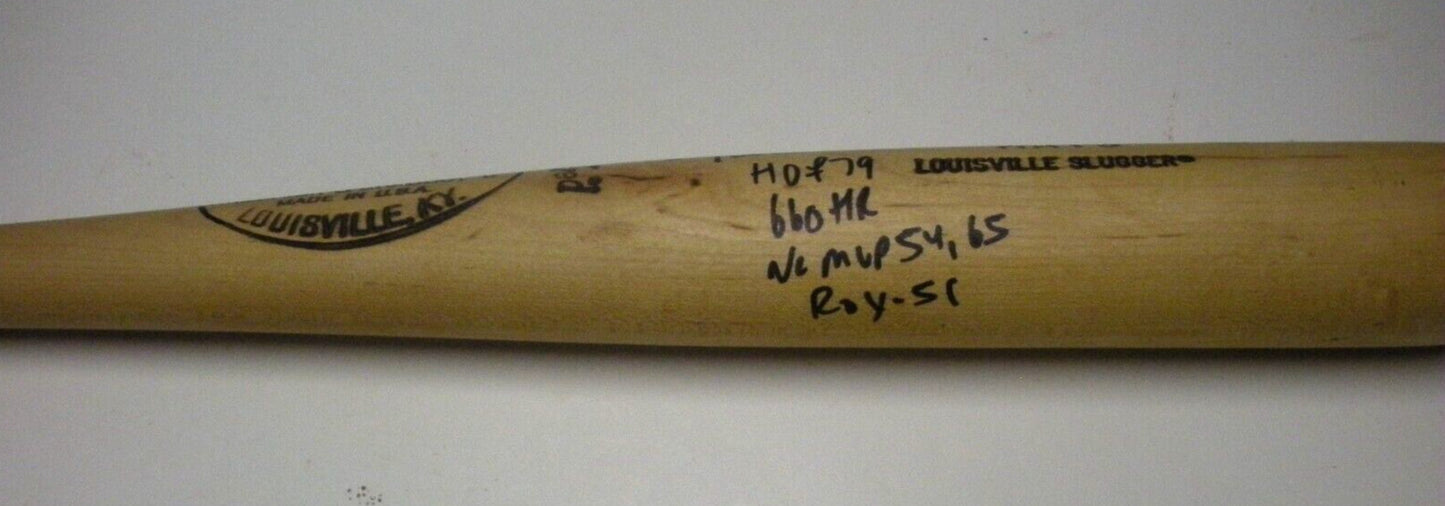 MADE IN U.S.A.
LOUISVILLE, KY.
HOF 79
LOUISVILLE SLUGGER®
660 HR
NL MVP 54, 65
ROY-51